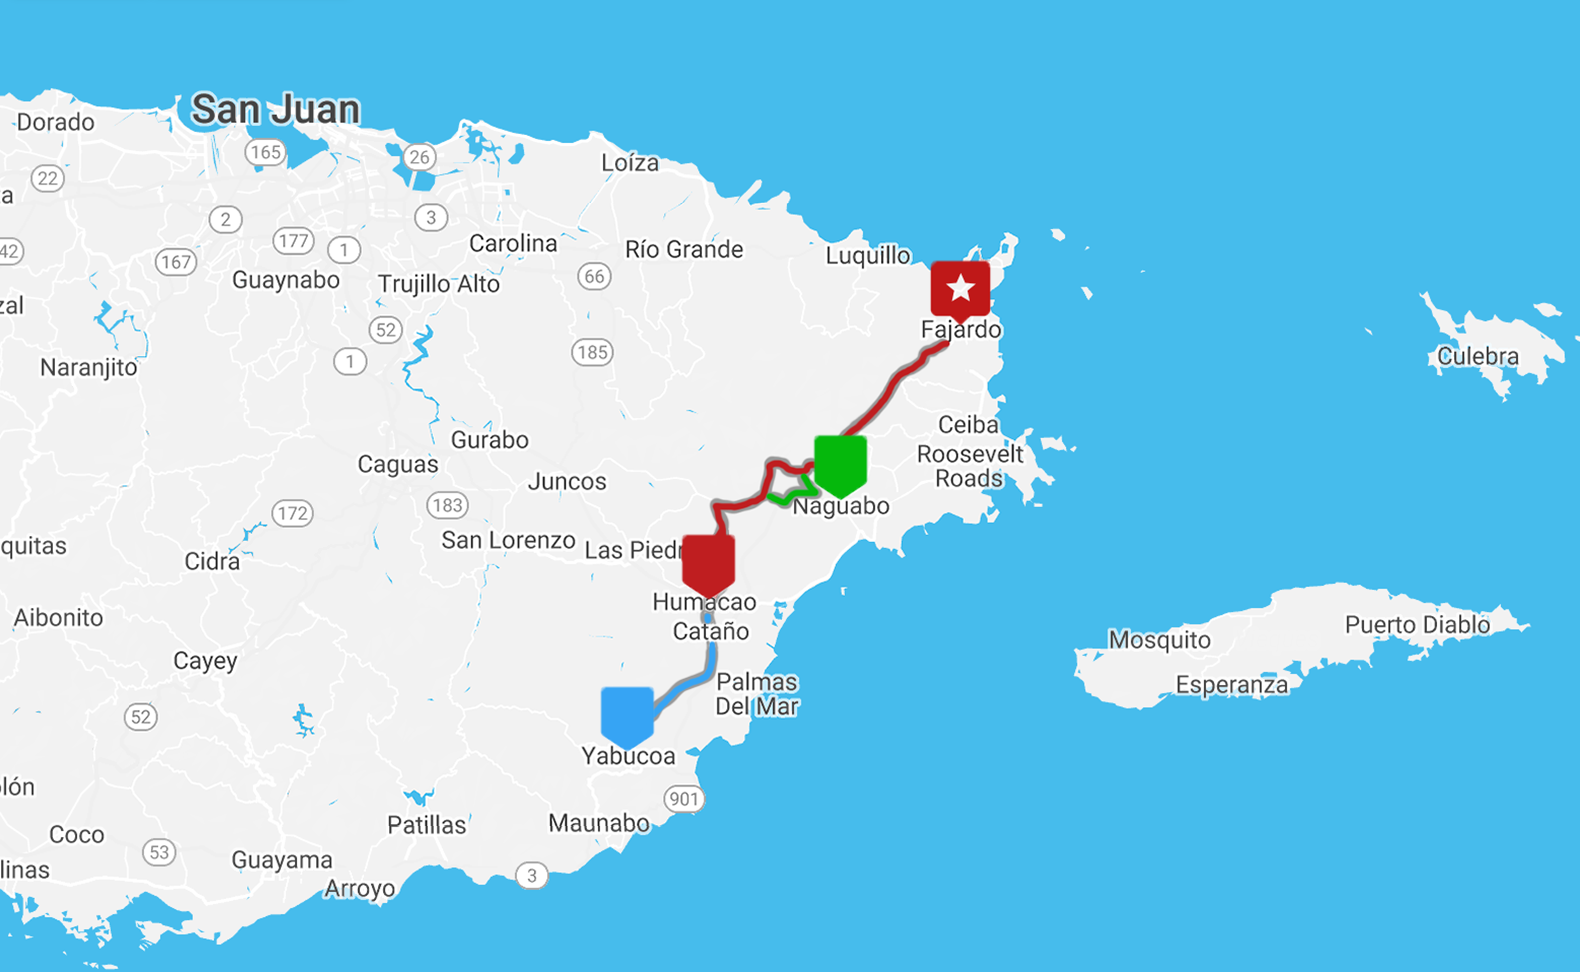 San Juan
Dorado
165
26
Loíza
22
ta
2
3
177
1
Carolina
Río Grande
Luquillo
42
167
Guaynabo
Trujillo Alto
66
zal
52
Fajardo
1
185
Naranjito
Culebra
Ceiba
Gurabo
Roosevelt
Roads
Caguas
Juncos
183
Naguabo
172
San Lorenzo
Las Piedr
quitas
Cidra
Humacao
Aibonito
Cataño
Puerto Diablo
Mosquito
Cayey
Palmas
Del Mar
Esperanza
52
Yabucoa
lón
901
Patillas
Maunabo
Coco
53
Guayama
linas
3
Arroyo